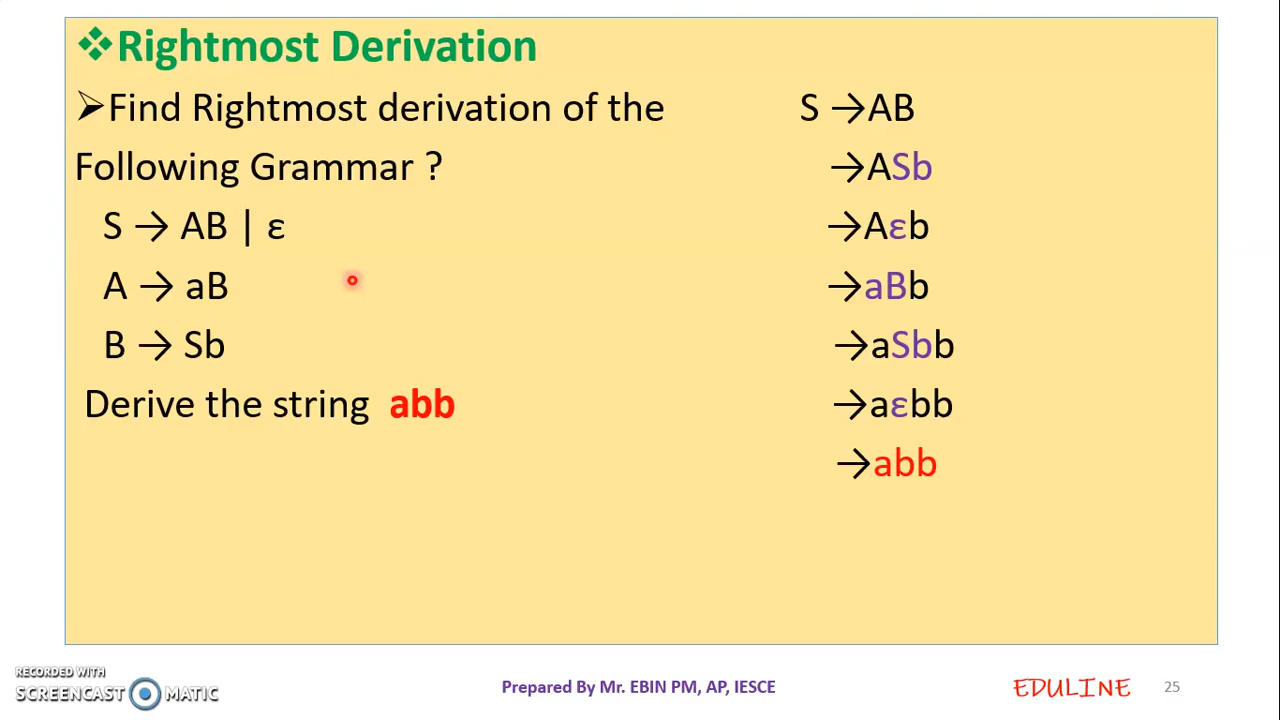 ❖Rightmost Derivation
➢Find Rightmost derivation of the
Following Grammar ?
S → AB | ε
A → aB
B → Sb
Derive the string abb
S →AB
→ASb
→Aεb
→aBb
→aSbb
→aεbb
→abb
RECORDED WITH
SCREENCAST MATIC
Prepared By Mr. EBIN PM, AP, IESCE
EDULINE
25